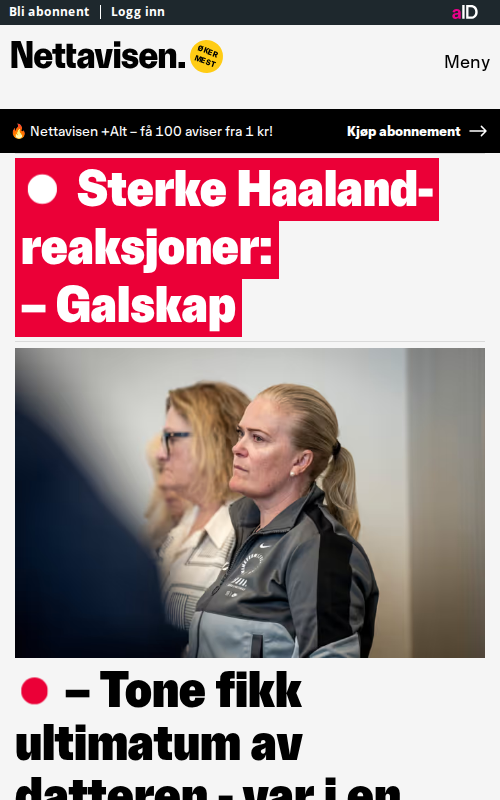 Bli abonnent | Logg inn
aID
Nettavisen.
ØKER
MEST
Meny
🔥 Nettavisen +Alt – få 100 aviser fra 1 kr!
Kjøp abonnement →
Sterke Haaland-
reaksjoner:
– Galskap
– Tone fikk
ultimatum av
datteren - var i en